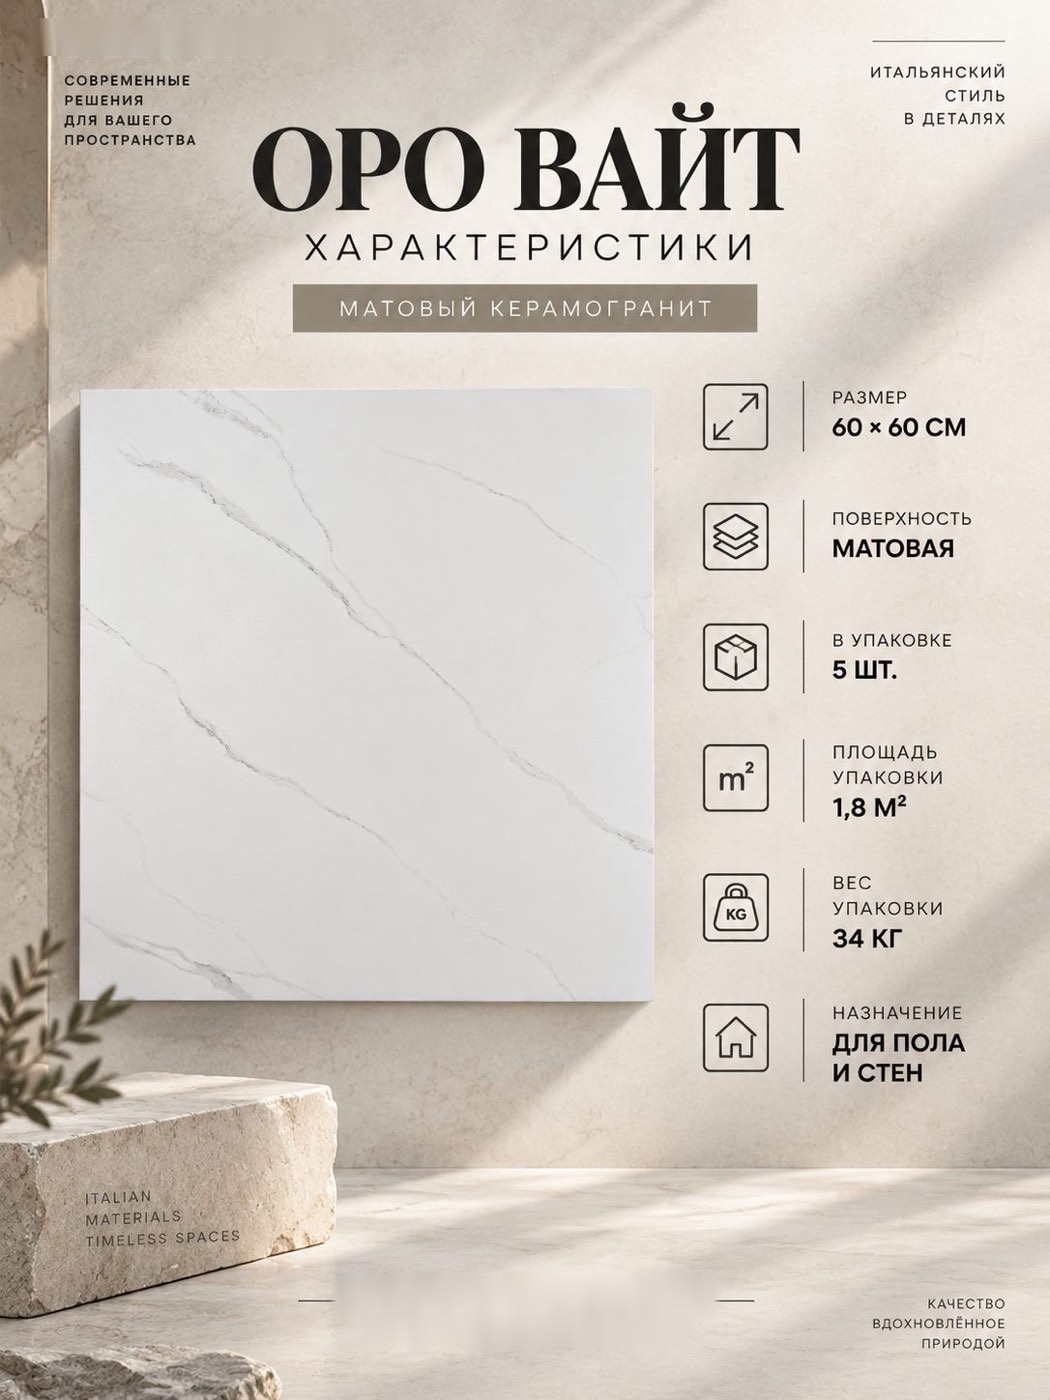 СОВРЕМЕННЫЕ
РЕШЕНИЯ
ДЛЯ ВАШЕГО
ПРОСТРАНСТВА
ИТАЛЬЯНСКИЙ
СТИЛЬ
В ДЕТАЛЯХ
ОРО ВАЙТ
ХАРАКТЕРИСТИКИ
МАТОВЫЙ КЕРАМОГРАНИТ
РАЗМЕР
60 × 60 СМ
ПОВЕРХНОСТЬ
МАТОВАЯ
В УПАКОВКЕ
5 ШТ.
m²
ПЛОЩАДЬ
УПАКОВКИ
1,8 М²
KG
ВЕС
УПАКОВКИ
34 КГ
НАЗНАЧЕНИЕ
ДЛЯ ПОЛА
И СТЕН
ITALIAN
MATERIALS
TIMELESS SPACES
КАЧЕСТВО
ВДОХНОВЛЁННОЕ
ПРИРОДОЙ